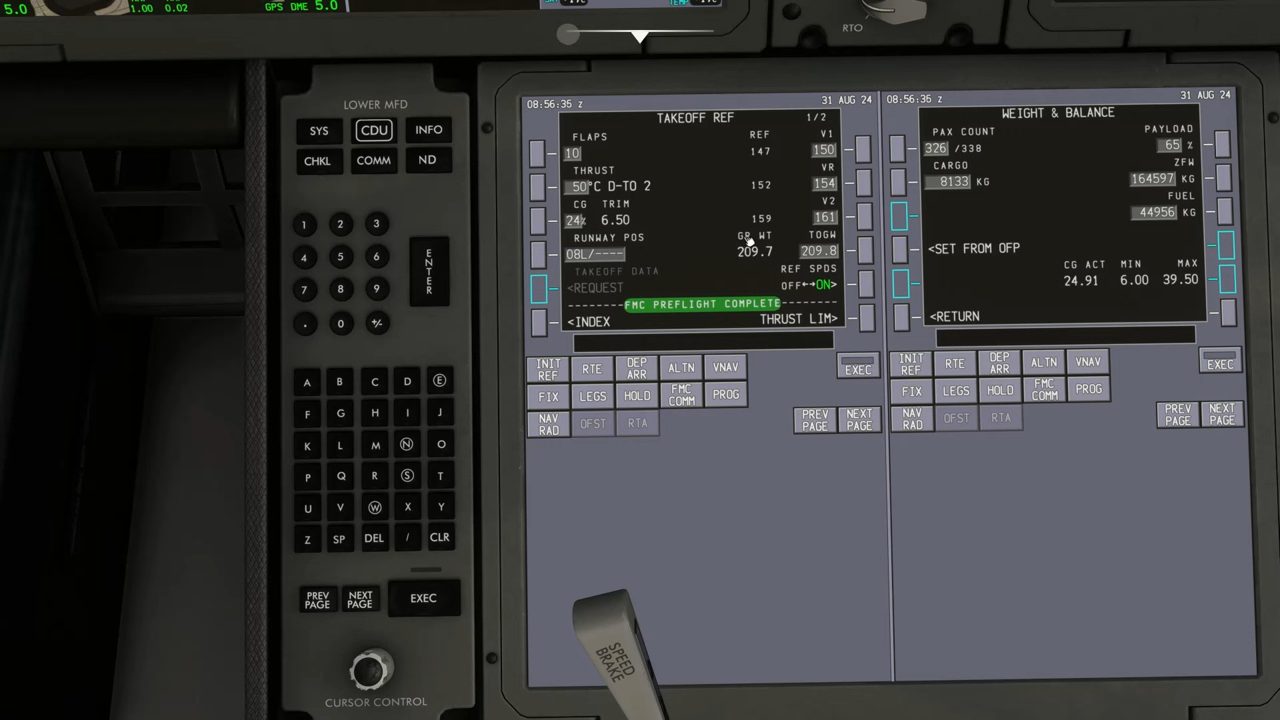 5.0
1.00 0.02
GPS DME 5.0
RTO
LOWER MFD
SYS CDU INFO
CHKL COMM ND
1 2 3
4 5 6
7 8 9
. 0 +/-
ENTER
A B C D E
F G H I J
K L M N O
P Q R S T
U V W X Y
Z SP DEL / CLR
PREV PAGE NEXT PAGE EXEC
CURSOR CONTROL
08:56:35 z 31 AUG 24
TAKEOFF REF 1/2
FLAPS REF V1
10 147 150
THRUST VR
50°C D-TO 2 152 154
CG TRIM V2
24% 6.50 159 161
RUNWAY POS GR WT TOGW
08L/---- 209.7 209.8
TAKEOFF DATA REF SPDS
<REQUEST OFF←→ON>
--------FMC PREFLIGHT COMPLETE--------
<INDEX THRUST LIM>
INIT REF RTE DEP ARR ALTN VNAV EXEC
FIX LEGS HOLD FMC COMM PROG
NAV RAD OFST RTA PREV PAGE NEXT PAGE
08:56:35 z 31 AUG 24
WEIGHT & BALANCE
PAX COUNT PAYLOAD
326 /338 65 %
CARGO ZFW
8133 KG 164597 KG
FUEL
44956 KG
<SET FROM OFP
CG ACT MIN MAX
24.91 6.00 39.50
<RETURN
INIT REF RTE DEP ARR ALTN VNAV EXEC
FIX LEGS HOLD FMC COMM PROG
NAV RAD OFST RTA PREV PAGE NEXT PAGE
SPEED BRAKE